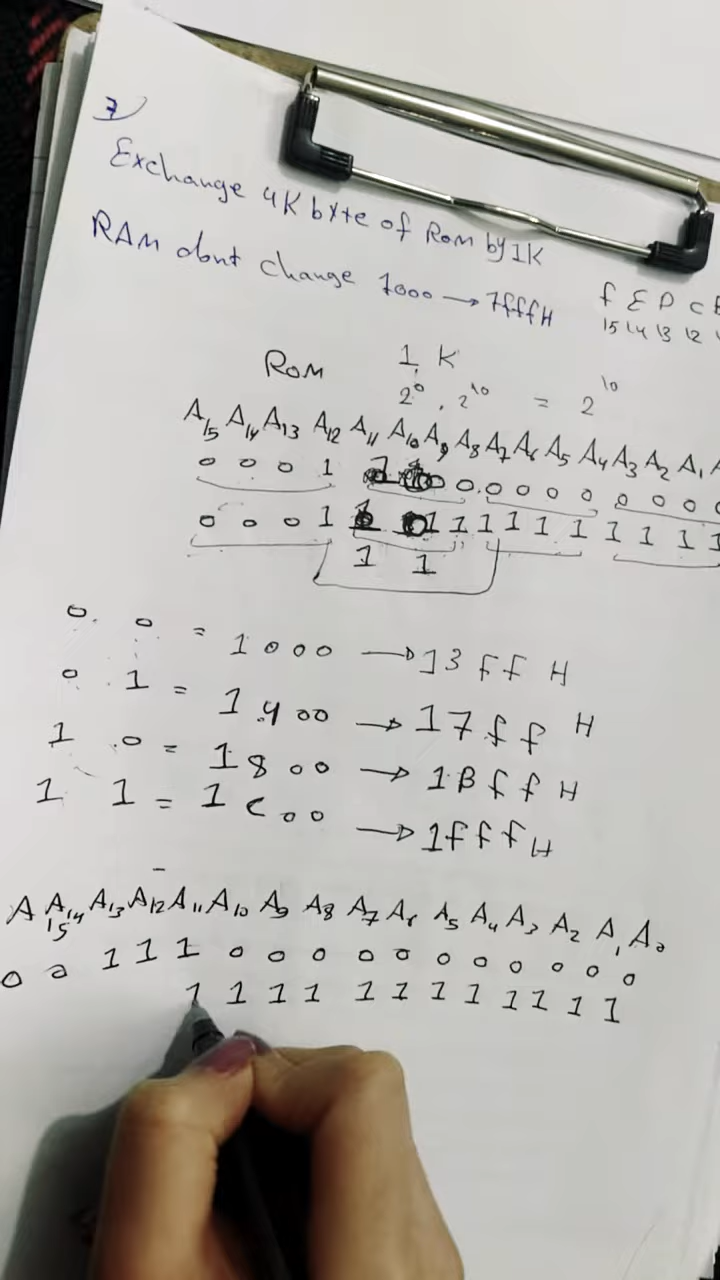 7
Exchange 4K byte of Rom by 1K
RAM dont change 7000 → 7fffH
f E D C
15 14 13 12
Rom 1 K
2⁰ . 2¹⁰ = 2¹⁰
A15 A14 A13 A12 A11 A10 A9 A8 A7 A6 A5 A4 A3 A2 A1
0 0 0 1 0 0 0 0 0 0 0 0 0
0 0 0 1 1 1 1 1 1 1 1 1 1 1
1 1
0 0 = 1000 → 13ffH
0 1 = 1400 → 17ffH
1 0 = 1800 → 1BffH
1 1 = 1C00 → 1fffH
A15 A14 A13 A12 A11 A10 A9 A8 A7 A6 A5 A4 A3 A2 A1 A0
0 0 1 1 1 0 0 0 0 0 0 0 0 0 0 0
1 1 1 1 1 1 1 1 1 1 1 1